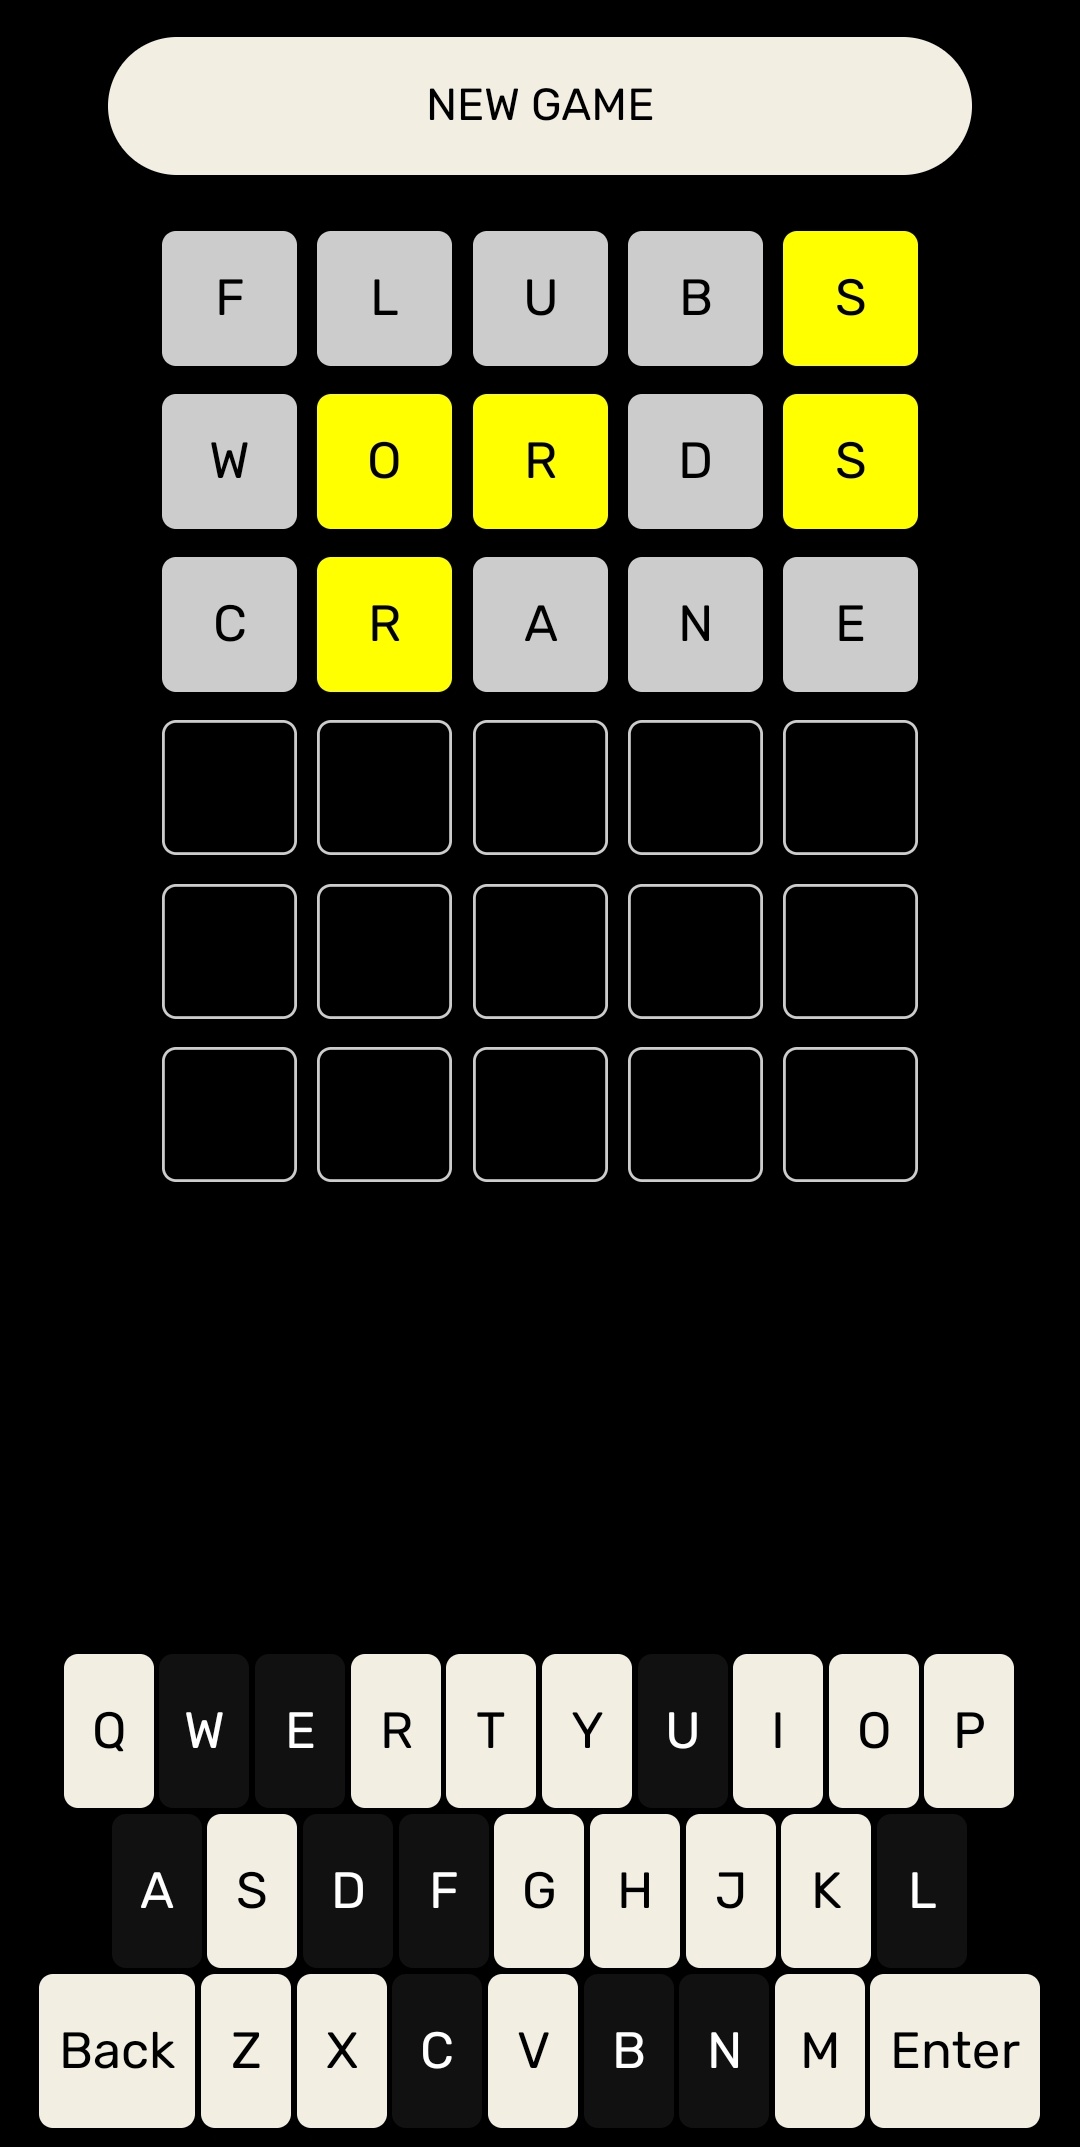 NEW GAME
F L U B S
W O R D S
C R A N E
Q W E R T Y U I O P
A S D F G H J K L
Back Z X C V B N M Enter